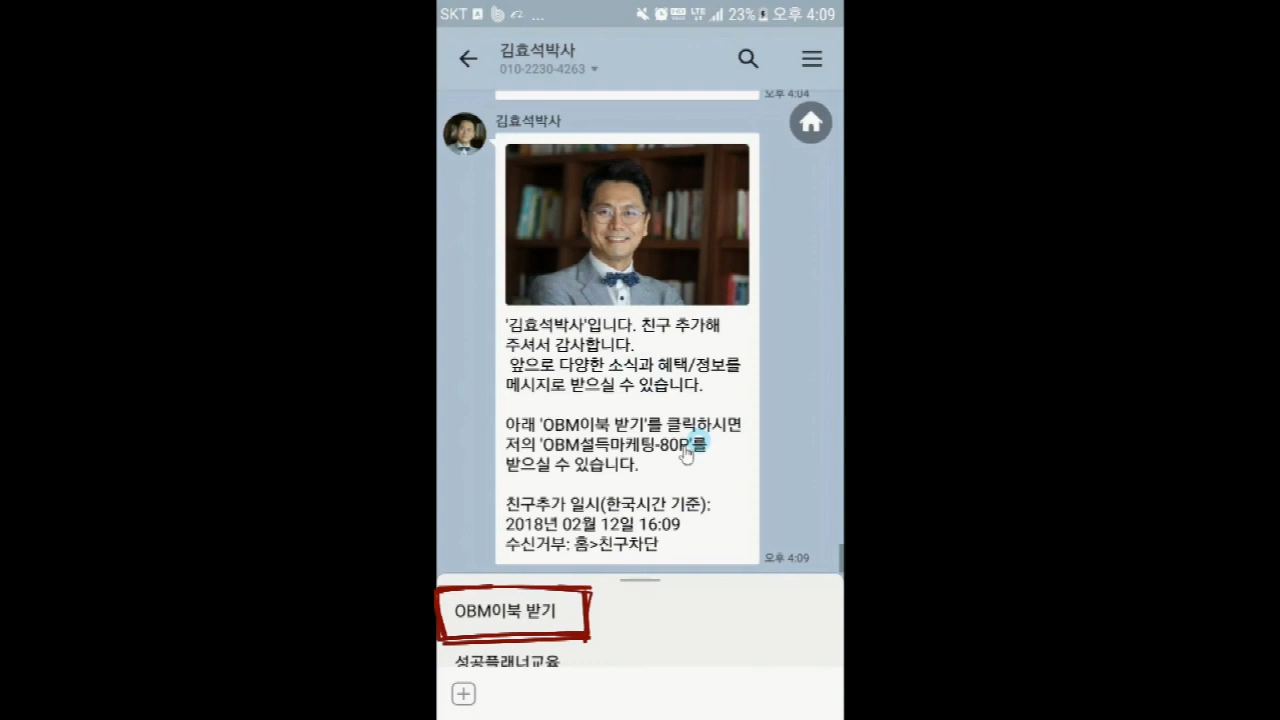 SKT
... 23% 오후 4:09
김효석박사
010-2230-4263
오후 4:04
김효석박사
'김효석박사'입니다. 친구 추가해
주셔서 감사합니다.
앞으로 다양한 소식과 혜택/정보를
메시지로 받으실 수 있습니다.
아래 'OBM이북 받기'를 클릭하시면
저의 'OBM설득마케팅-80P'를
받으실 수 있습니다.
친구추가 일시(한국시간 기준):
2018년 02월 12일 16:09
수신거부: 홈>친구차단
오후 4:09
OBM이북 받기
성공플래너교육